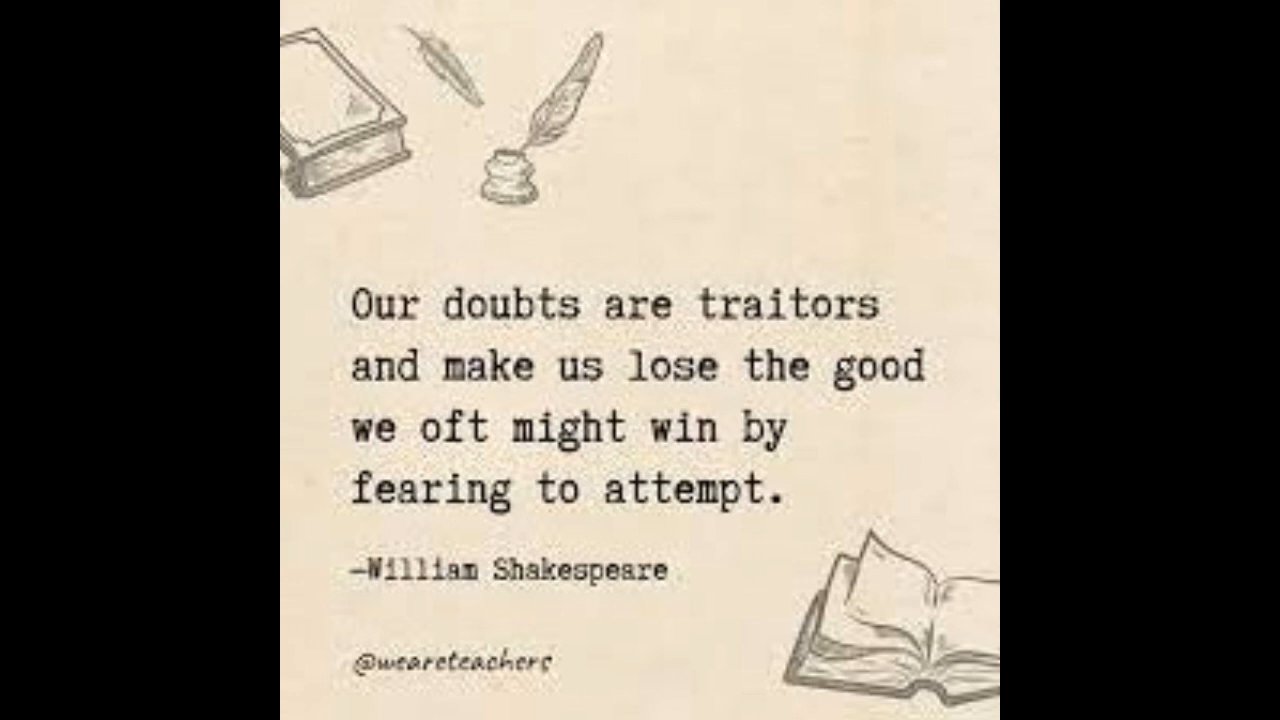 Our doubts are traitors
and make us lose the good
we oft might win by
fearing to attempt.
—William Shakespeare
@weareteachers